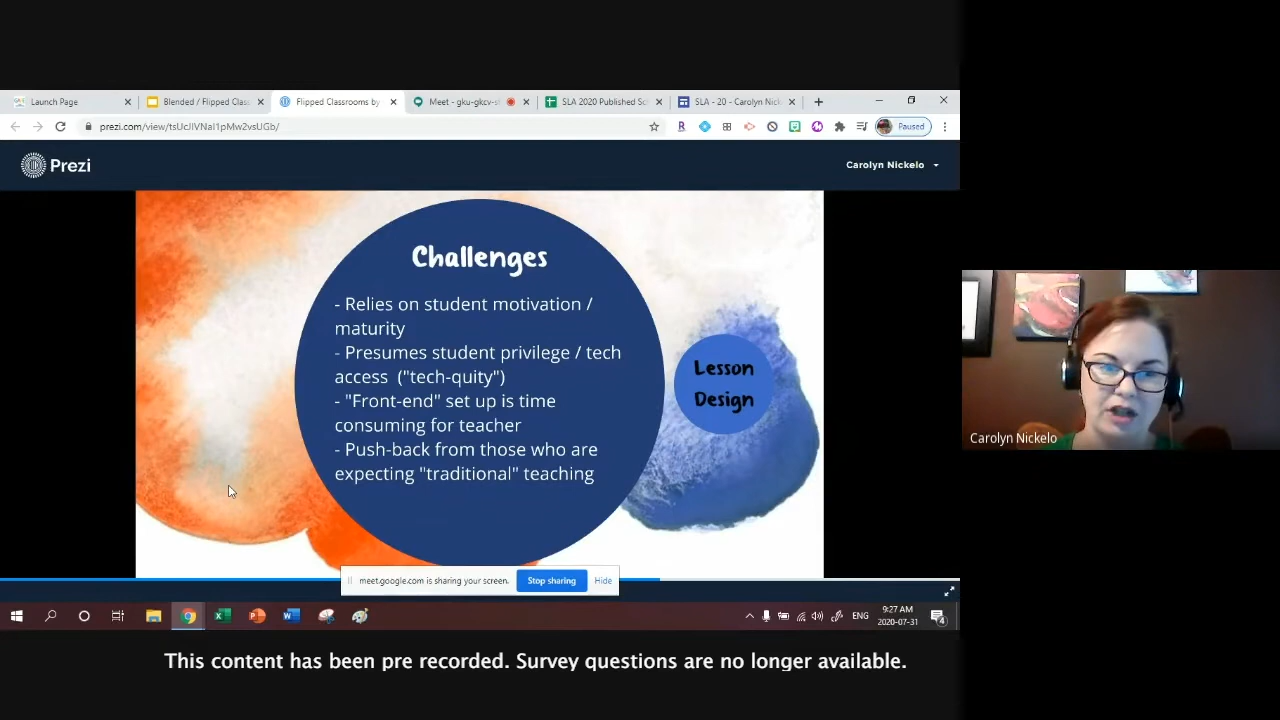 Launch Page
Blended / Flipped Clas
Flipped Classrooms by
Meet - gku-gkcv-s
SLA 2020 Published Sc
SLA - 20 - Carolyn Nick
prezi.com/view/tsUcIlVNal1pMw2vsUGb/
Paused
Prezi
Carolyn Nickelo
Challenges
- Relies on student motivation /
maturity
- Presumes student privilege / tech
access ("tech-quity")
- "Front-end" set up is time
consuming for teacher
- Push-back from those who are
expecting "traditional" teaching
Lesson
Design
Carolyn Nickelo
meet.google.com is sharing your screen.
Stop sharing
Hide
ENG
9:27 AM
2020-07-31
4
This content has been pre recorded. Survey questions are no longer available.